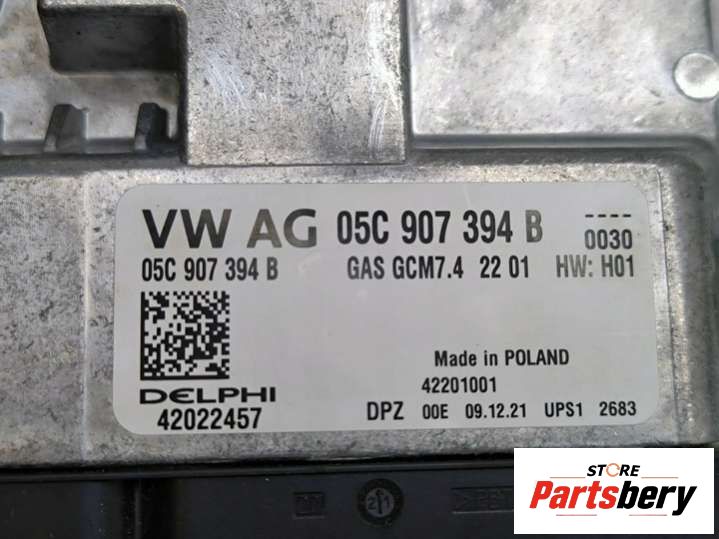 VW AG 05C 907 394 B ----
0030
05C 907 394 B GAS GCM7.4 22 01 HW: H01
Made in POLAND
42201001
DELPHI
42022457 DPZ 00E 09.12.21 UPS1 2683
STORE
Partsbery